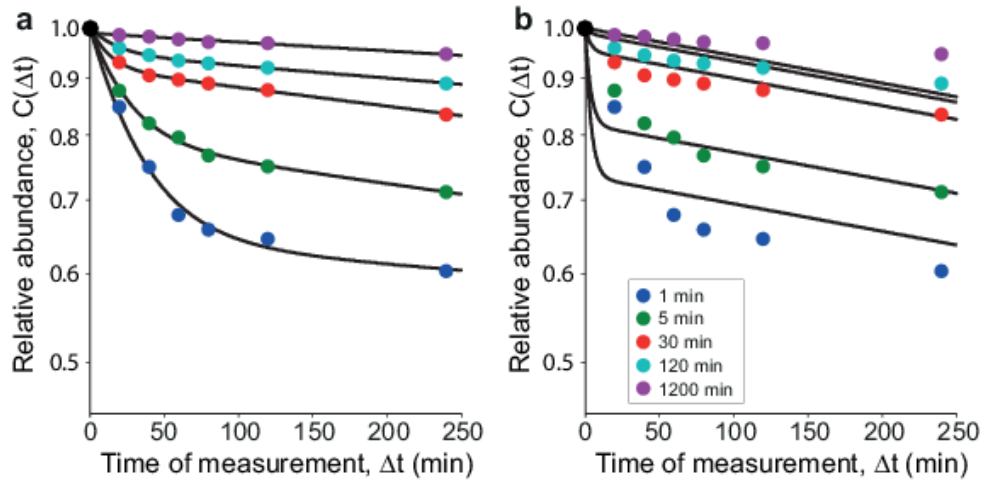 a
1.0
0.9
0.8
0.7
0.6
0.5
Relative abundance, C(Δt)
0 50 100 150 200 250
Time of measurement, Δt (min)
b
1.0
0.9
0.8
0.7
0.6
0.5
Relative abundance, C(Δt)
1 min
5 min
30 min
120 min
1200 min
0 50 100 150 200 250
Time of measurement, Δt (min)